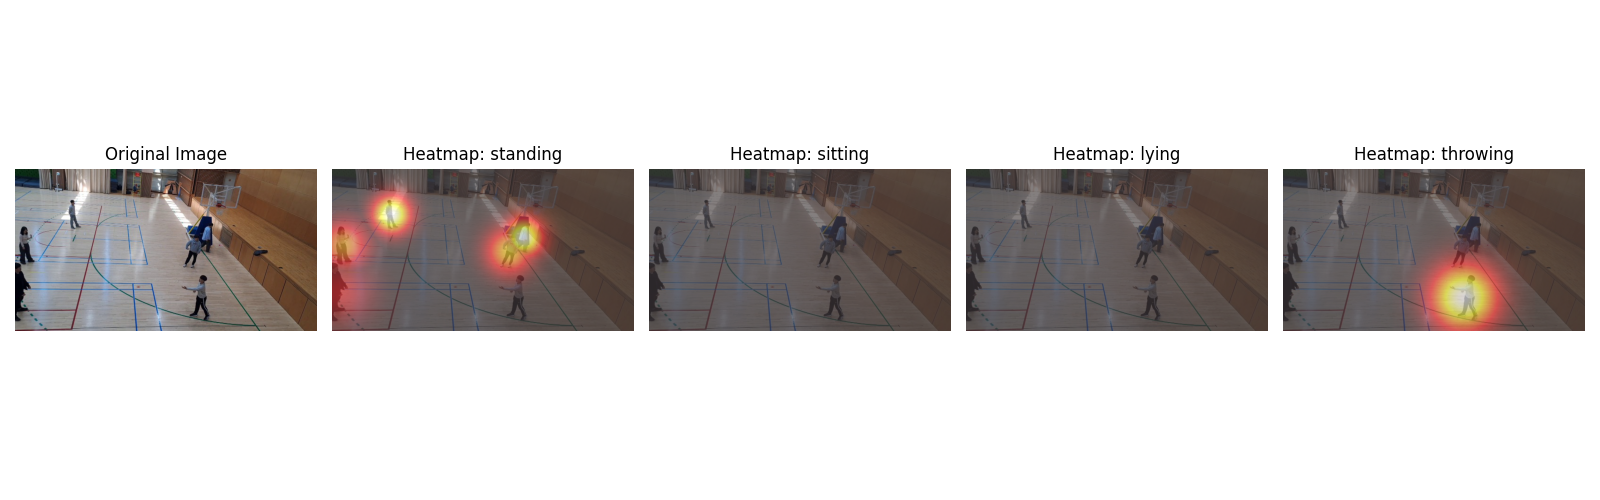 Original Image
Heatmap: standing
Heatmap: sitting
Heatmap: lying
Heatmap: throwing